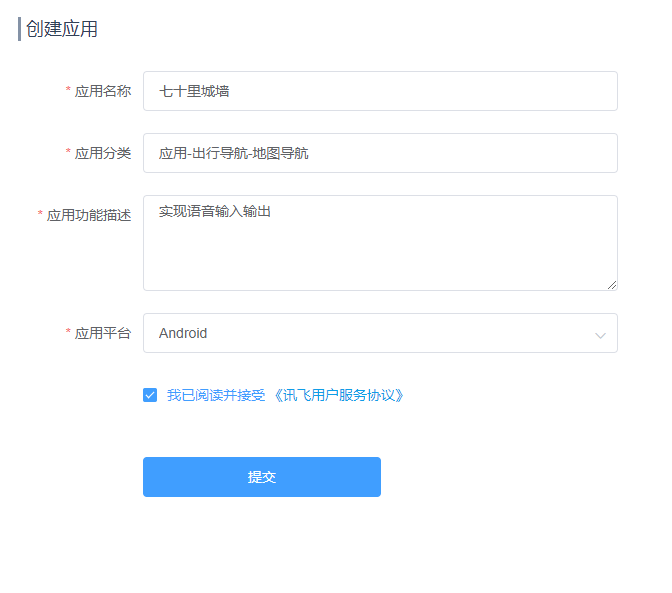 创建应用
* 应用名称 七十里城墙
* 应用分类 应用-出行导航-地图导航
* 应用功能描述 实现语音输入输出
* 应用平台 Android
我已阅读并接受 《讯飞用户服务协议》
提交